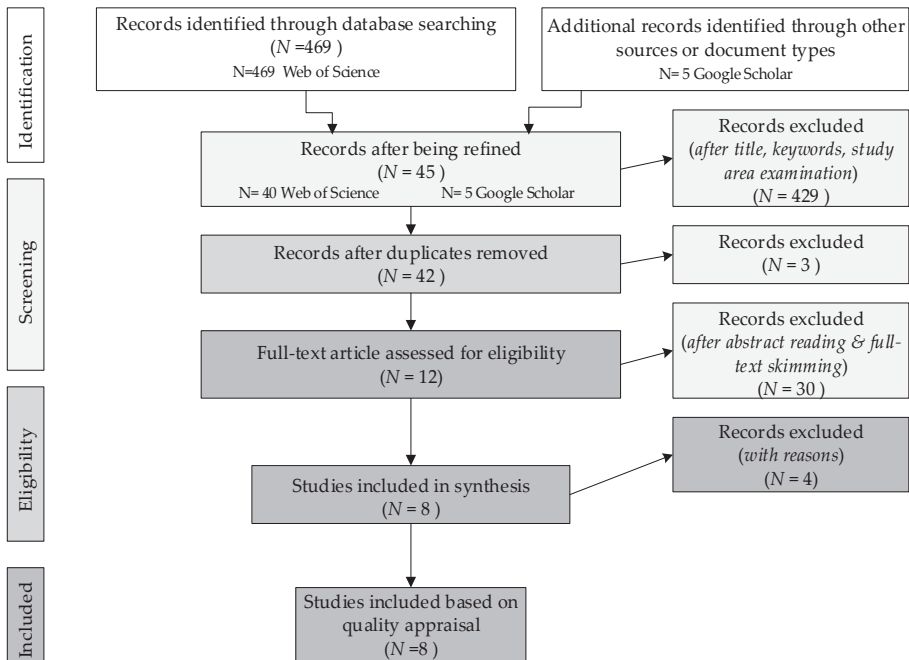 Identification
Records identified through database searching
(N =469)
N=469 Web of Science
Additional records identified through other
sources or document types
N= 5 Google Scholar
Records after being refined
(N = 45)
N= 40 Web of Science N= 5 Google Scholar
Records excluded
(after title, keywords, study
area examination)
(N = 429)
Screening
Records after duplicates removed
(N = 42 )
Records excluded
(N = 3 )
Full-text article assessed for eligibility
(N = 12)
Records excluded
(after abstract reading & full-
text skimming)
(N = 30 )
Eligibility
Records excluded
(with reasons)
(N = 4)
Studies included in synthesis
(N = 8 )
Included
Studies included based on
quality appraisal
(N =8 )